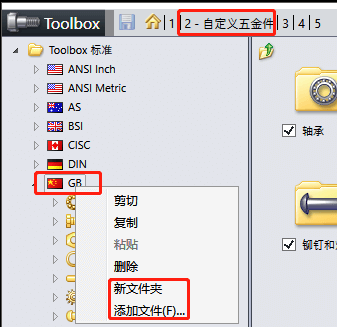 Toolbox 1 2 - 自定义五金件 3 4 5
Toolbox 标准
ANSI Inch
ANSI Metric
AS
BSI
CISC
DIN
GB
剪切
复制
粘贴
删除
新文件夹
添加文件(F)...
轴承
铆钉和